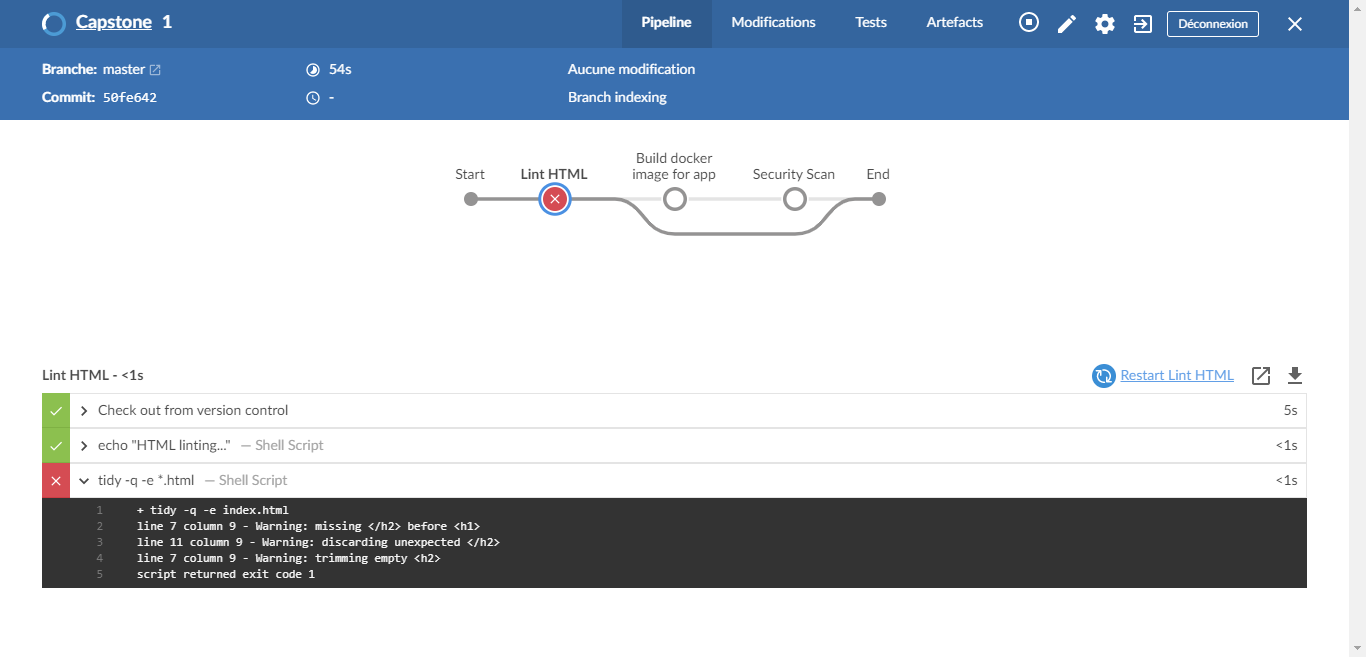 Capstone 1
Pipeline
Modifications
Tests
Artefacts
Déconnexion
Branche: master
54s
Aucune modification
Commit: 50fe642
-
Branch indexing
Start
Lint HTML
Build docker
image for app
Security Scan
End
Lint HTML - <1s
Restart Lint HTML
Check out from version control
5s
echo "HTML linting..." — Shell Script
<1s
tidy -q -e *.html — Shell Script
<1s
1 + tidy -q -e index.html
2 line 7 column 9 - Warning: missing </h2> before <h1>
3 line 11 column 9 - Warning: discarding unexpected </h2>
4 line 7 column 9 - Warning: trimming empty <h2>
5 script returned exit code 1